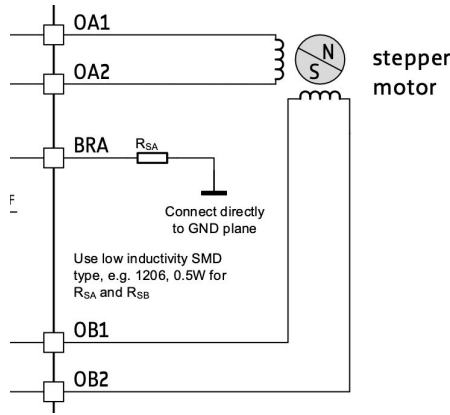 OA1
N
S
stepper
motor
OA2
BRA
RSA
F
Connect directly
to GND plane
Use low inductivity SMD
type, e.g. 1206, 0.5W for
RSA and RSB
OB1
OB2